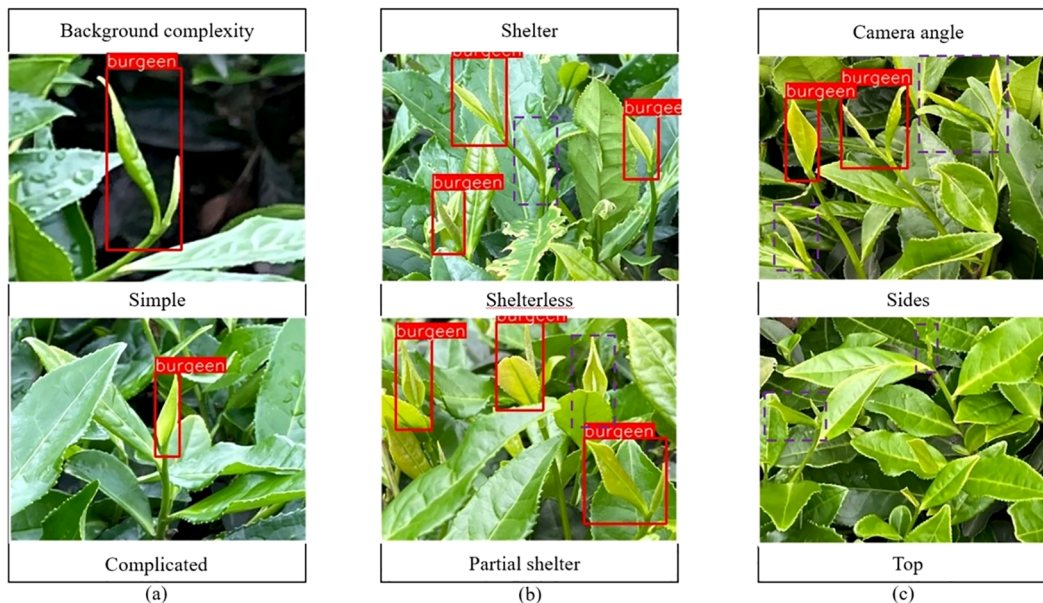 Background complexity
burgeen
Simple
burgeen
Complicated
(a)
Shelter
burgeen
burgeen
burgeen
Shelterless
burgeen
burgeen
burgeen
Partial shelter
(b)
Camera angle
burgeen
burgeen
Sides
Top
(c)